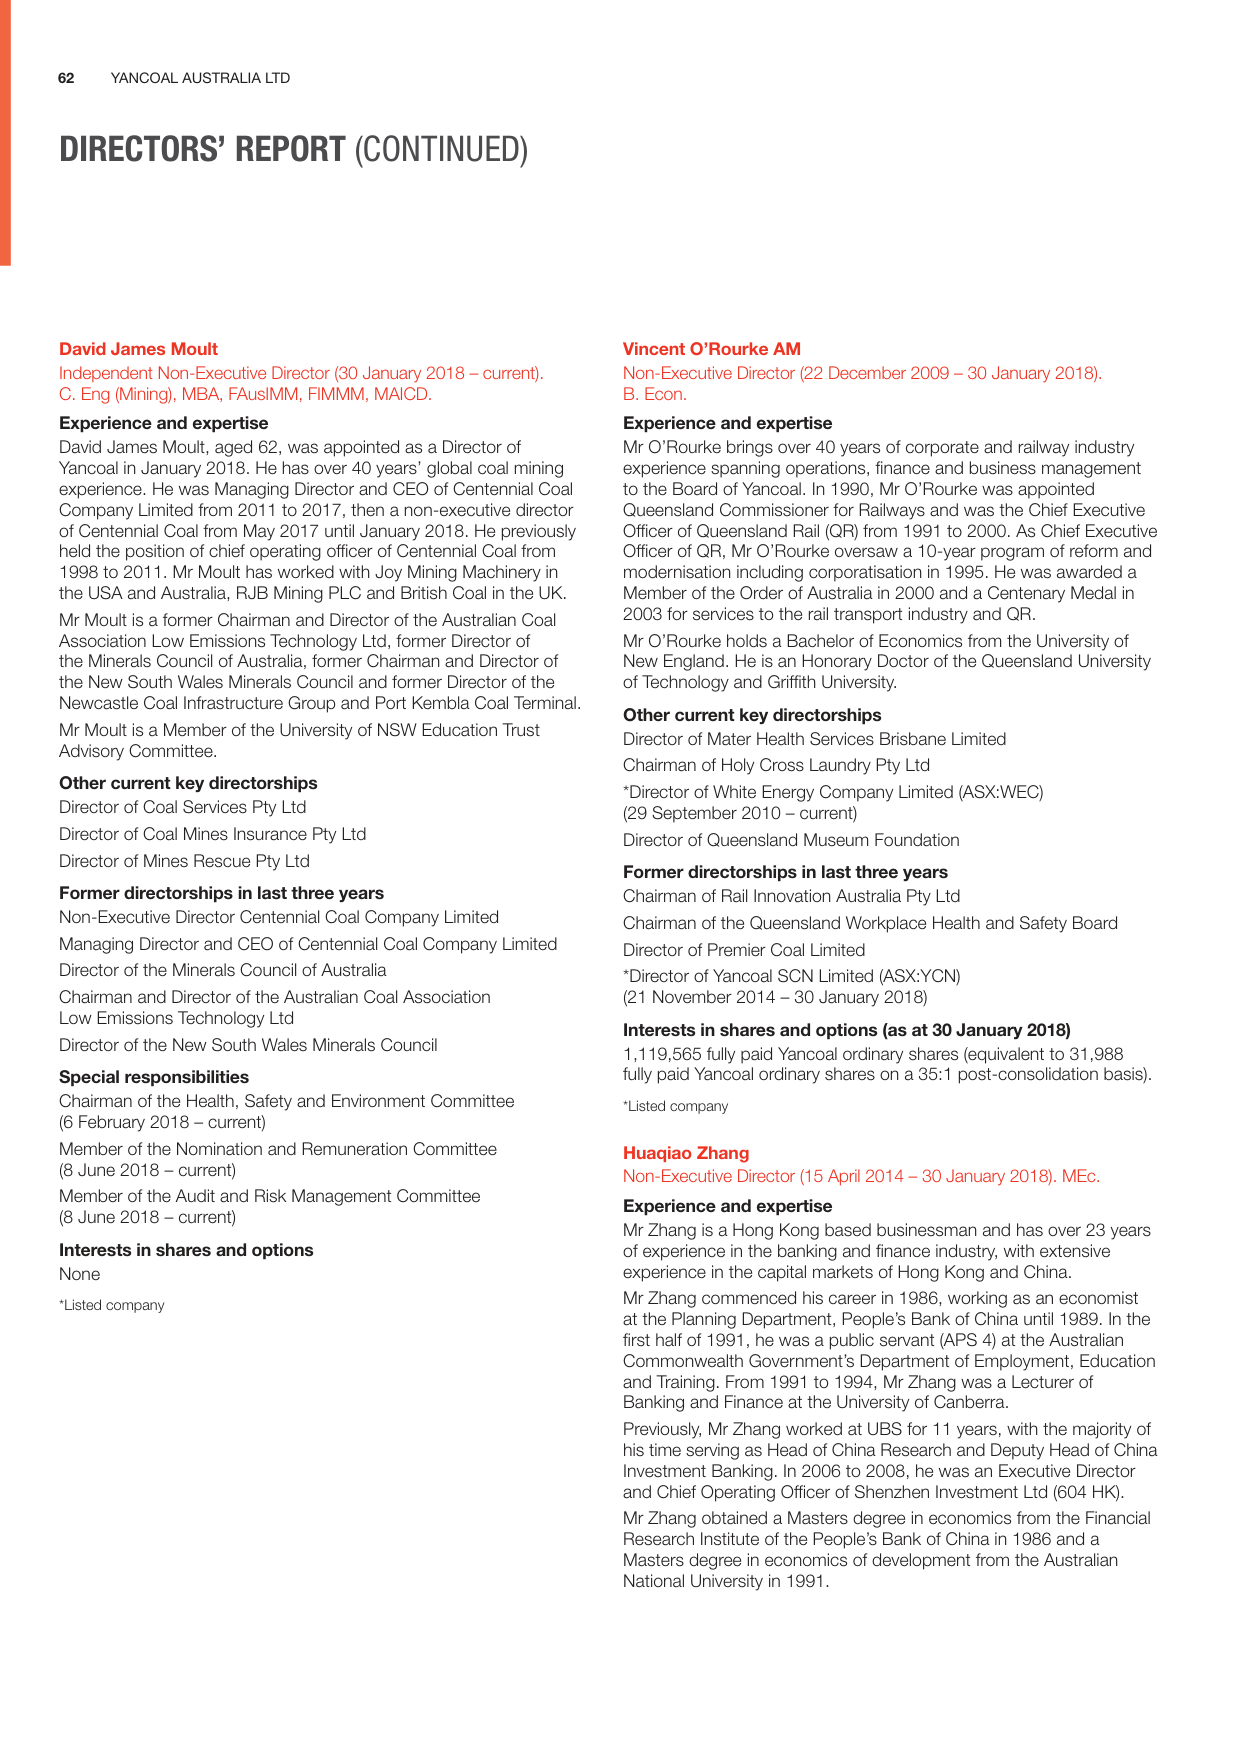 62 YANCOAL AUSTRALIA LTD
DIRECTORS’ REPORT (CONTINUED)
David James Moult
Independent Non-Executive Director (30 January 2018 – current).
C. Eng (Mining), MBA, FAusIMM, FIMMM, MAICD.
Experience and expertise
David James Moult, aged 62, was appointed as a Director of
Yancoal in January 2018. He has over 40 years’ global coal mining
experience. He was Managing Director and CEO of Centennial Coal
Company Limited from 2011 to 2017, then a non-executive director
of Centennial Coal from May 2017 until January 2018. He previously
held the position of chief operating officer of Centennial Coal from
1998 to 2011. Mr Moult has worked with Joy Mining Machinery in
the USA and Australia, RJB Mining PLC and British Coal in the UK.
Mr Moult is a former Chairman and Director of the Australian Coal
Association Low Emissions Technology Ltd, former Director of
the Minerals Council of Australia, former Chairman and Director of
the New South Wales Minerals Council and former Director of the
Newcastle Coal Infrastructure Group and Port Kembla Coal Terminal.
Mr Moult is a Member of the University of NSW Education Trust
Advisory Committee.
Other current key directorships
Director of Coal Services Pty Ltd
Director of Coal Mines Insurance Pty Ltd
Director of Mines Rescue Pty Ltd
Former directorships in last three years
Non-Executive Director Centennial Coal Company Limited
Managing Director and CEO of Centennial Coal Company Limited
Director of the Minerals Council of Australia
Chairman and Director of the Australian Coal Association
Low Emissions Technology Ltd
Director of the New South Wales Minerals Council
Special responsibilities
Chairman of the Health, Safety and Environment Committee
(6 February 2018 – current)
Member of the Nomination and Remuneration Committee
(8 June 2018 – current)
Member of the Audit and Risk Management Committee
(8 June 2018 – current)
Interests in shares and options
None
*Listed company
Vincent O’Rourke AM
Non-Executive Director (22 December 2009 – 30 January 2018).
B. Econ.
Experience and expertise
Mr O’Rourke brings over 40 years of corporate and railway industry
experience spanning operations, finance and business management
to the Board of Yancoal. In 1990, Mr O’Rourke was appointed
Queensland Commissioner for Railways and was the Chief Executive
Officer of Queensland Rail (QR) from 1991 to 2000. As Chief Executive
Officer of QR, Mr O’Rourke oversaw a 10-year program of reform and
modernisation including corporatisation in 1995. He was awarded a
Member of the Order of Australia in 2000 and a Centenary Medal in
2003 for services to the rail transport industry and QR.
Mr O’Rourke holds a Bachelor of Economics from the University of
New England. He is an Honorary Doctor of the Queensland University
of Technology and Griffith University.
Other current key directorships
Director of Mater Health Services Brisbane Limited
Chairman of Holy Cross Laundry Pty Ltd
*Director of White Energy Company Limited (ASX:WEC)
(29 September 2010 – current)
Director of Queensland Museum Foundation
Former directorships in last three years
Chairman of Rail Innovation Australia Pty Ltd
Chairman of the Queensland Workplace Health and Safety Board
Director of Premier Coal Limited
*Director of Yancoal SCN Limited (ASX:YCN)
(21 November 2014 – 30 January 2018)
Interests in shares and options (as at 30 January 2018)
1,119,565 fully paid Yancoal ordinary shares (equivalent to 31,988
fully paid Yancoal ordinary shares on a 35:1 post-consolidation basis).
*Listed company
Huaqiao Zhang
Non-Executive Director (15 April 2014 – 30 January 2018). MEc.
Experience and expertise
Mr Zhang is a Hong Kong based businessman and has over 23 years
of experience in the banking and finance industry, with extensive
experience in the capital markets of Hong Kong and China.
Mr Zhang commenced his career in 1986, working as an economist
at the Planning Department, People’s Bank of China until 1989. In the
first half of 1991, he was a public servant (APS 4) at the Australian
Commonwealth Government’s Department of Employment, Education
and Training. From 1991 to 1994, Mr Zhang was a Lecturer of
Banking and Finance at the University of Canberra.
Previously, Mr Zhang worked at UBS for 11 years, with the majority of
his time serving as Head of China Research and Deputy Head of China
Investment Banking. In 2006 to 2008, he was an Executive Director
and Chief Operating Officer of Shenzhen Investment Ltd (604 HK).
Mr Zhang obtained a Masters degree in economics from the Financial
Research Institute of the People’s Bank of China in 1986 and a
Masters degree in economics of development from the Australian
National University in 1991.